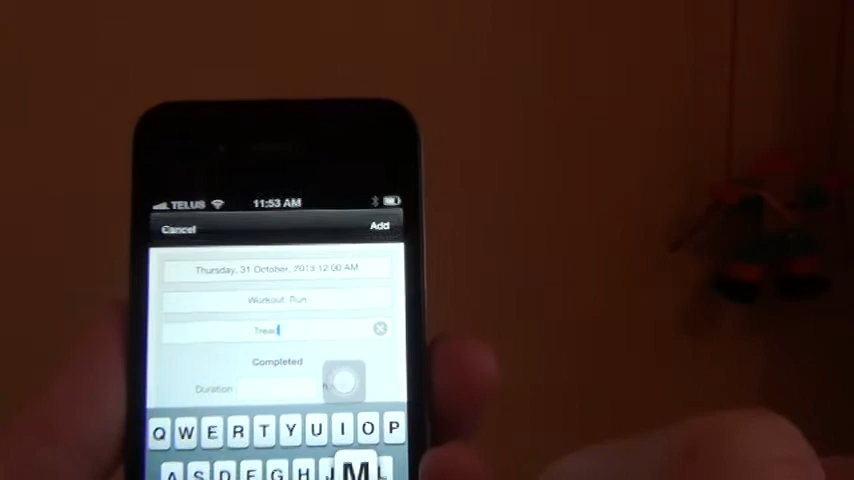 TELUS 11:53 AM
Cancel Add
Thursday, 31 October, 2013 12:00 AM
Workout: Run
Completed
Duration
Q W E R T Y U I O P
A S D F G H J M L